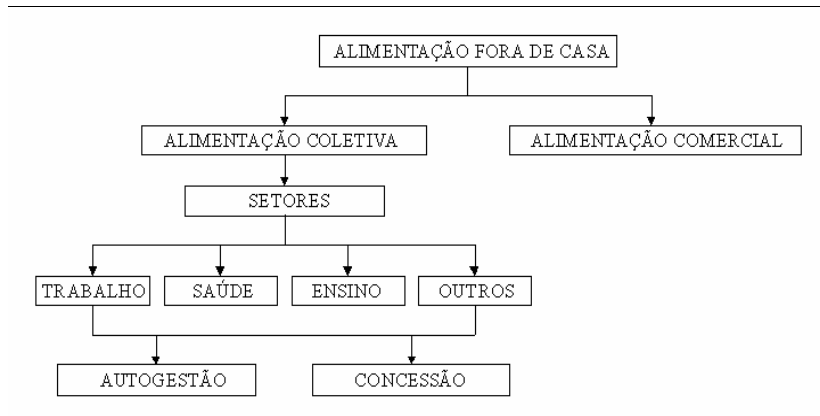 ALIMENTAÇÃO FORA DE CASA
ALIMENTAÇÃO COLETIVA
ALIMENTAÇÃO COMERCIAL
SETORES
TRABALHO
SAÚDE
ENSINO
OUTROS
AUTOGESTÃO
CONCESSÃO